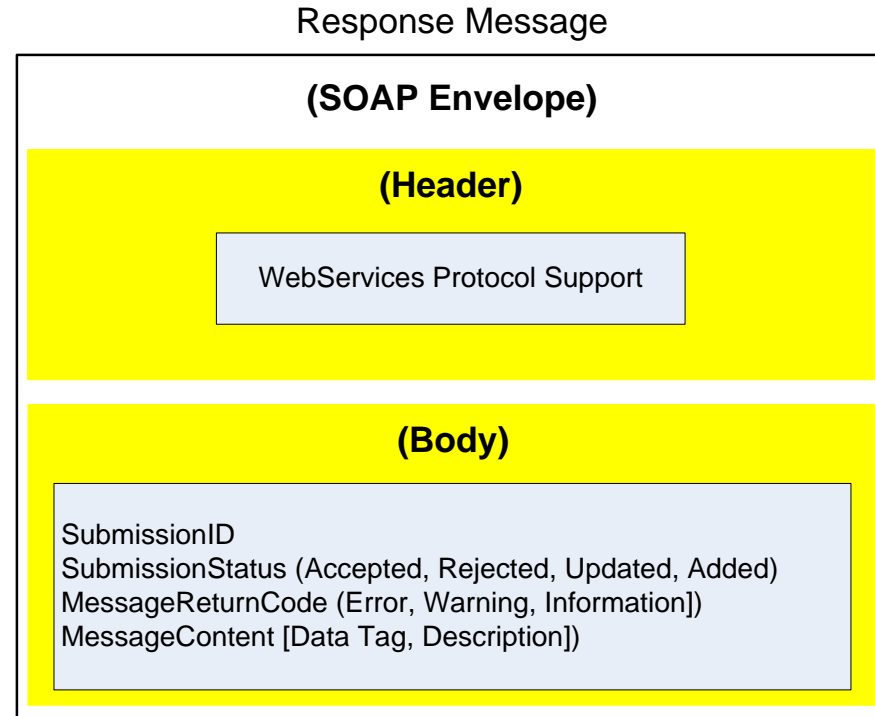 Response Message
(SOAP Envelope)
(Header)
WebServices Protocol Support
(Body)
SubmissionID
SubmissionStatus (Accepted, Rejected, Updated, Added)
MessageReturnCode (Error, Warning, Information])
MessageContent [Data Tag, Description])